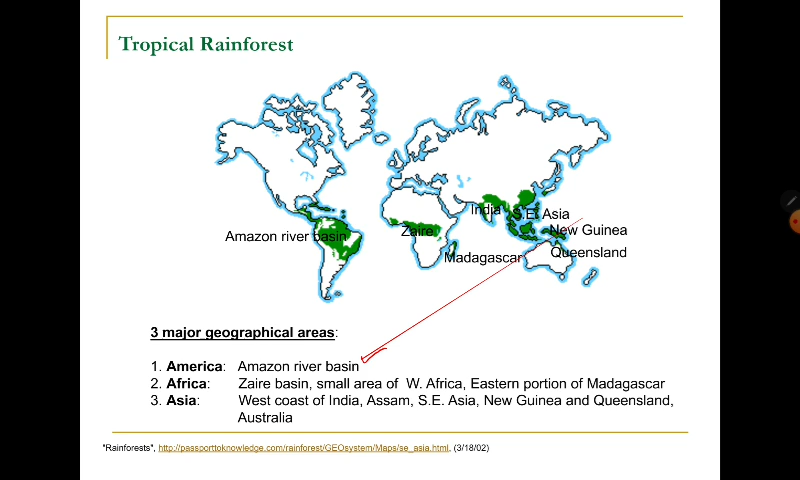 Tropical Rainforest
India
S.E. Asia
Amazon river basin
Zaire
New Guinea
Madagascar
Queensland
3 major geographical areas:
1. America: Amazon river basin
2. Africa: Zaire basin, small area of W. Africa, Eastern portion of Madagascar
3. Asia: West coast of India, Assam, S.E. Asia, New Guinea and Queensland,
Australia
"Rainforests", http://passporttoknowledge.com/rainforest/GEOsystem/Maps/se_asia.html, (3/18/02)